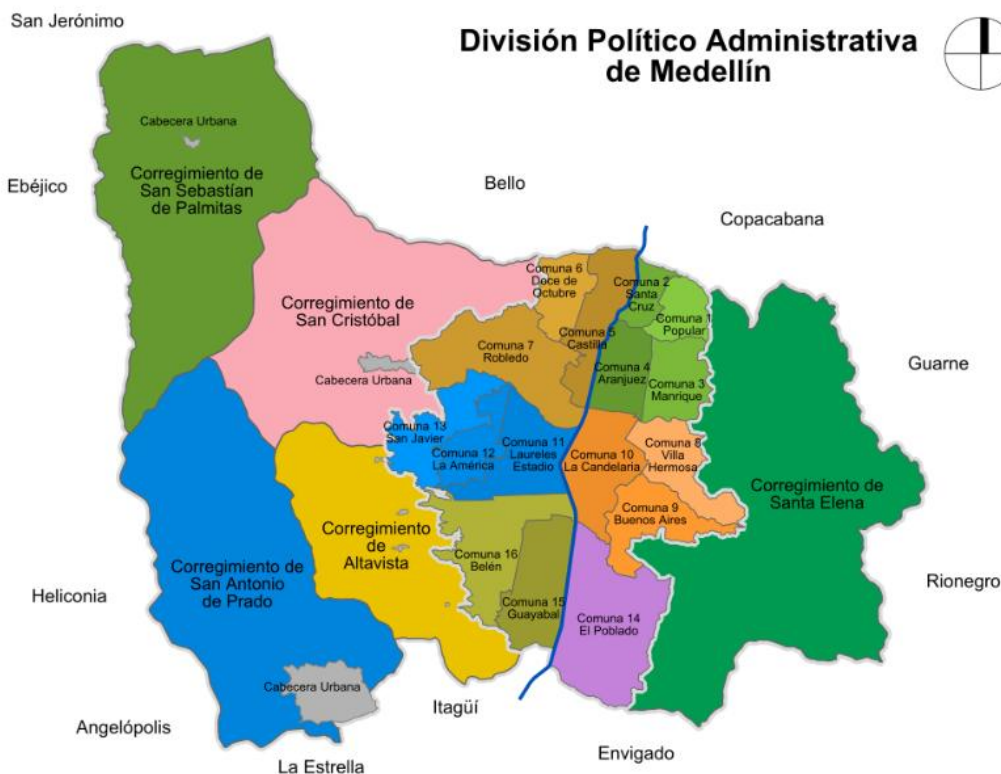 San Jerónimo
División Político Administrativa
de Medellín
Cabecera Urbana
Corregimiento de
San Sebastían
de Palmitas
Ebéjico
Bello
Copacabana
Comuna 6
Doce de
Octubre
Comuna 2
Santa
Cruz
Comuna 1
Popular
Corregimiento de
San Cristóbal
Comuna 5
Castilla
Comuna 7
Robledo
Comuna 4
Aranjuez
Comuna 3
Manrique
Guarne
Cabecera Urbana
Comuna 13
San Javier
Comuna 12
La América
Comuna 11
Laureles
Estadio
Comuna 10
La Candelaria
Comuna 8
Villa
Hermosa
Corregimiento de
Santa Elena
Comuna 9
Buenos Aires
Corregimiento
de
Altavista
Comuna 16
Belén
Corregimiento de
San Antonio
de Prado
Rionegro
Heliconia
Comuna 15
Guayabal
Comuna 14
El Poblado
Cabecera Urbana
Itagüí
Angelópolis
Envigado
La Estrella